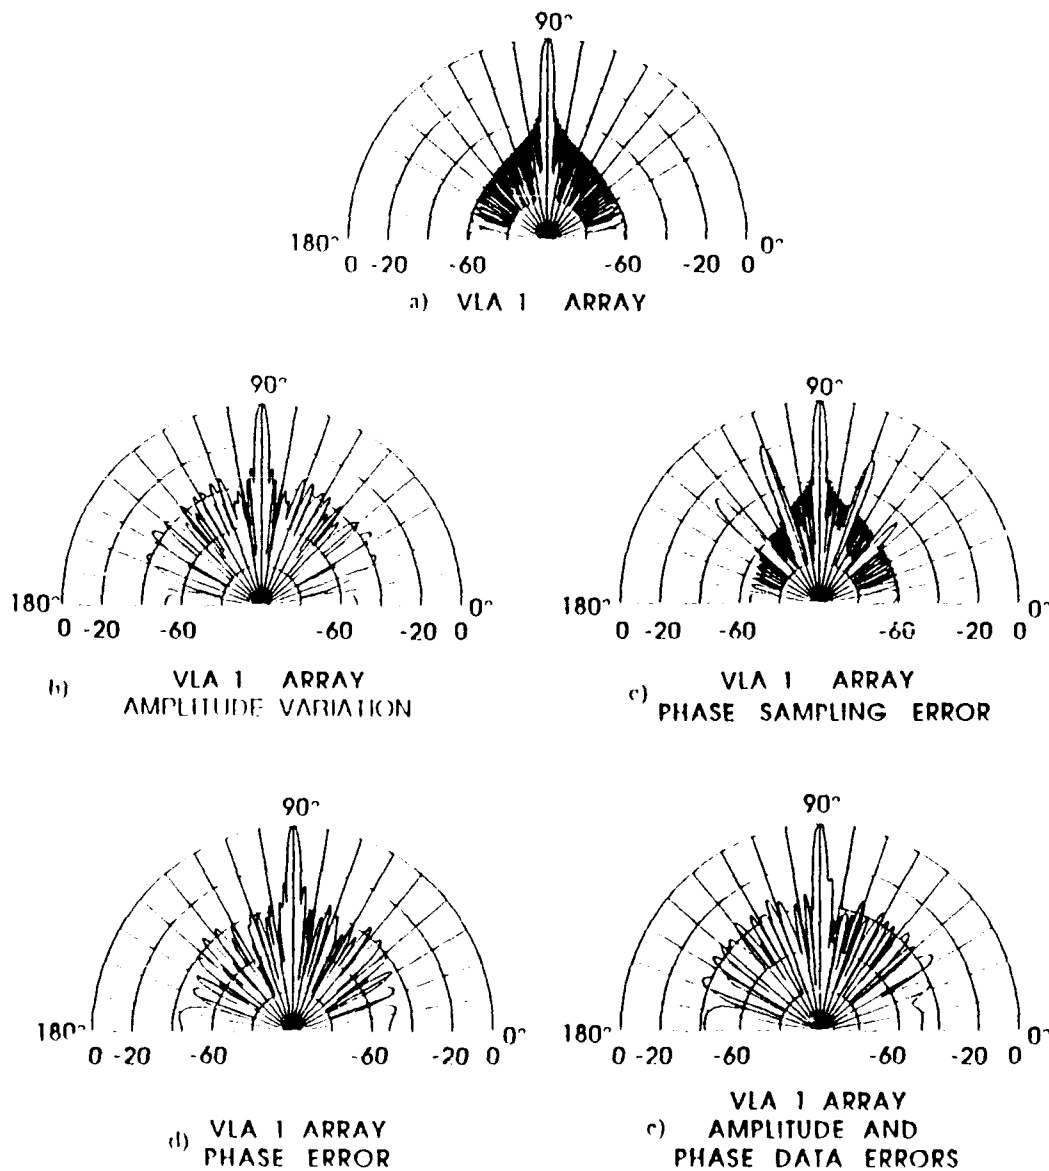 90°
180° 0°
0 -20 -60 -60 -20 0
a) VLA 1 ARRAY
90°
180° 0°
0 -20 -60 -60 -20 0
b) VLA 1 ARRAY
AMPLITUDE VARIATION
90°
180° 0°
0 -20 -60 -60 -20 0
c) VLA 1 ARRAY
PHASE SAMPLING ERROR
90°
180° 0°
0 -20 -60 -60 -20 0
d) VLA 1 ARRAY
PHASE ERROR
90°
180° 0°
0 -20 -60 -60 -20 0
e) VLA 1 ARRAY
AMPLITUDE AND
PHASE DATA ERRORS